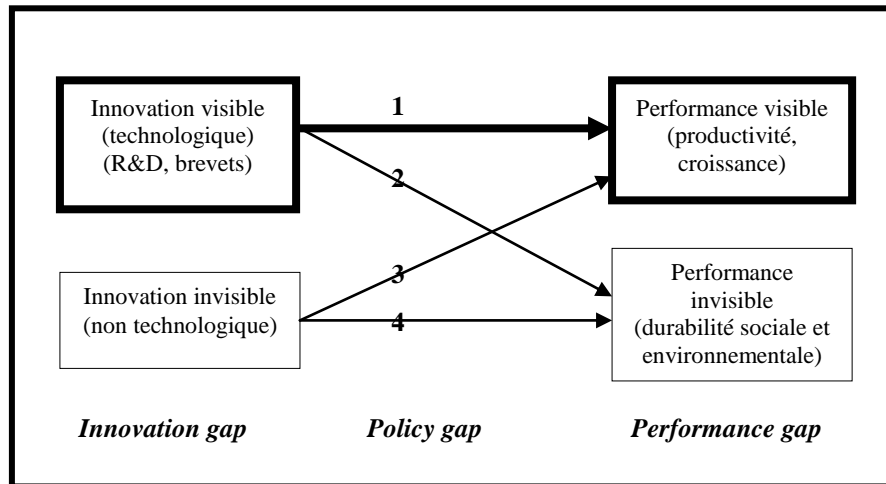 Innovation visible
(technologique)
(R&D, brevets)
1
Performance visible
(productivité,
croissance)
2
3
Innovation invisible
(non technologique)
4
Performance
invisible
(durabilité sociale et
environnementale)
Innovation gap
Policy gap
Performance gap